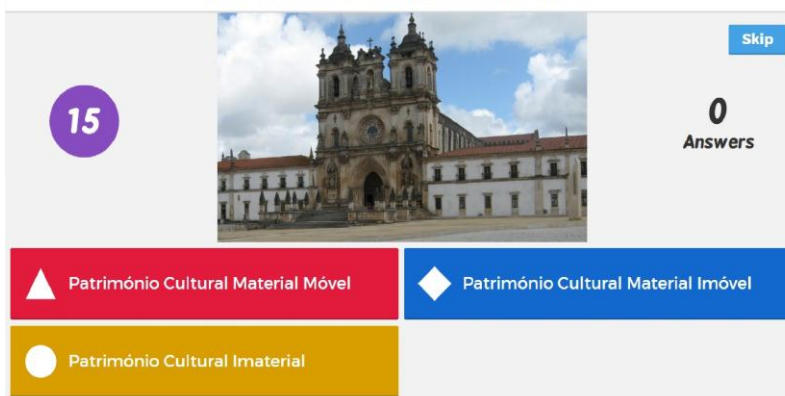 Skip
15
0
Answers
Património Cultural Material Móvel
Património Cultural Material Imóvel
Património Cultural Imaterial